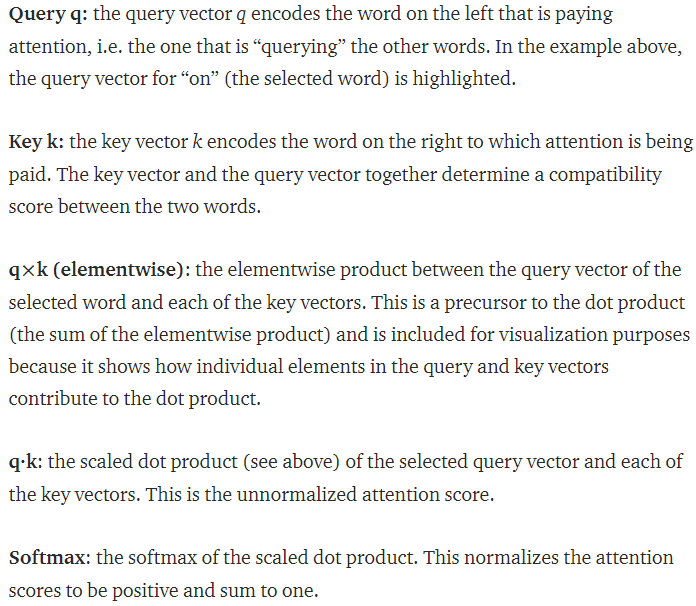 Query q: the query vector q encodes the word on the left that is paying
attention, i.e. the one that is “querying” the other words. In the example above,
the query vector for “on” (the selected word) is highlighted.
Key k: the key vector k encodes the word on the right to which attention is being
paid. The key vector and the query vector together determine a compatibility
score between the two words.
q×k (elementwise): the elementwise product between the query vector of the
selected word and each of the key vectors. This is a precursor to the dot product
(the sum of the elementwise product) and is included for visualization purposes
because it shows how individual elements in the query and key vectors
contribute to the dot product.
q·k: the scaled dot product (see above) of the selected query vector and each of
the key vectors. This is the unnormalized attention score.
Softmax: the softmax of the scaled dot product. This normalizes the attention
scores to be positive and sum to one.